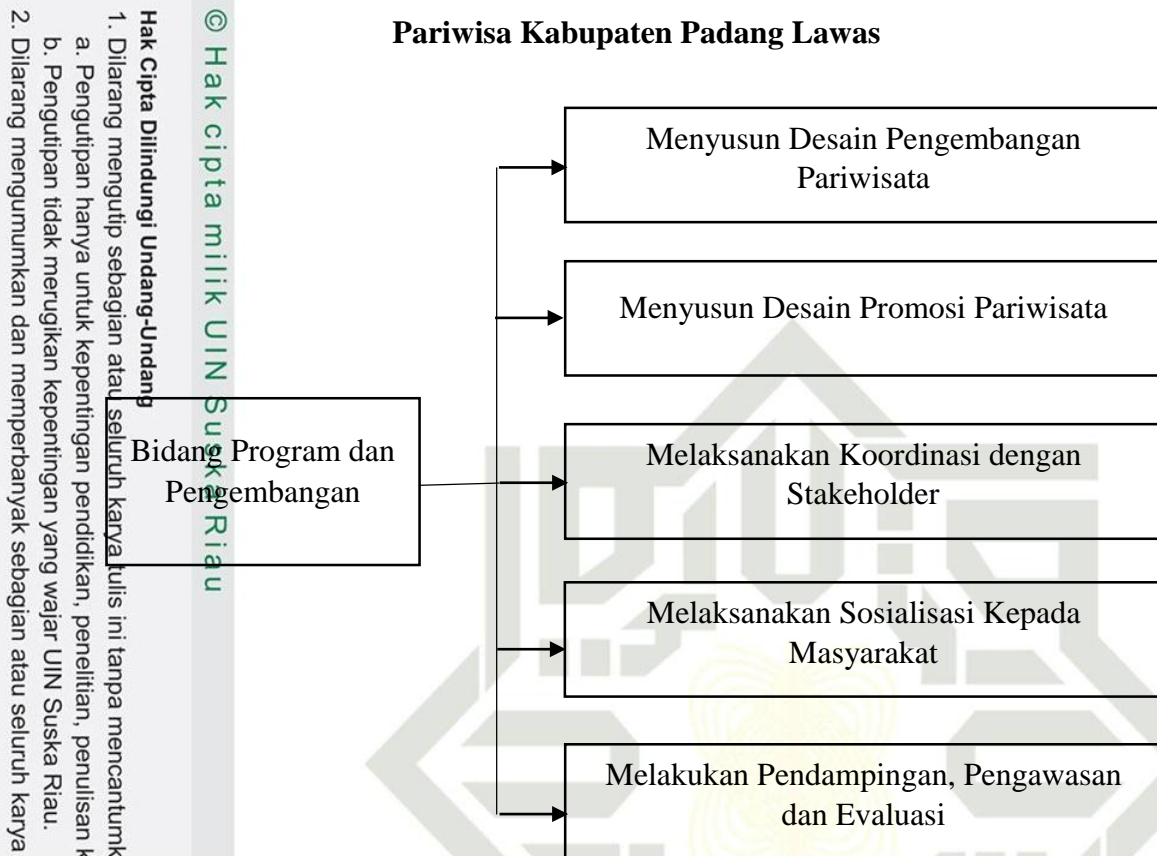 Pariwisa Kabupaten Padang Lawas
Menyusun Desain Pengembangan
Pariwisata
Menyusun Desain Promosi Pariwisata
Bidang Program dan
Pengembangan
Melaksanakan Koordinasi dengan
Stakeholder
Melaksanakan Sosialisasi Kepada
Masyarakat
Melakukan Pendampingan, Pengawasan
dan Evaluasi
© Hak cipta milik UIN Suska Riau
Hak Cipta Dilindungi Undang-Undang
1. Dilarang mengutip sebagian atau seluruh karya tulis ini tanpa
a. Pengutipan hanya untuk kepentingan pendidikan, penelitian, penulisan
b. Pengutipan tidak merugikan kepentingan yang wajar UIN Suska Riau.
2. Dilarang mengumumkan dan memperbanyak sebagian atau seluruh karya